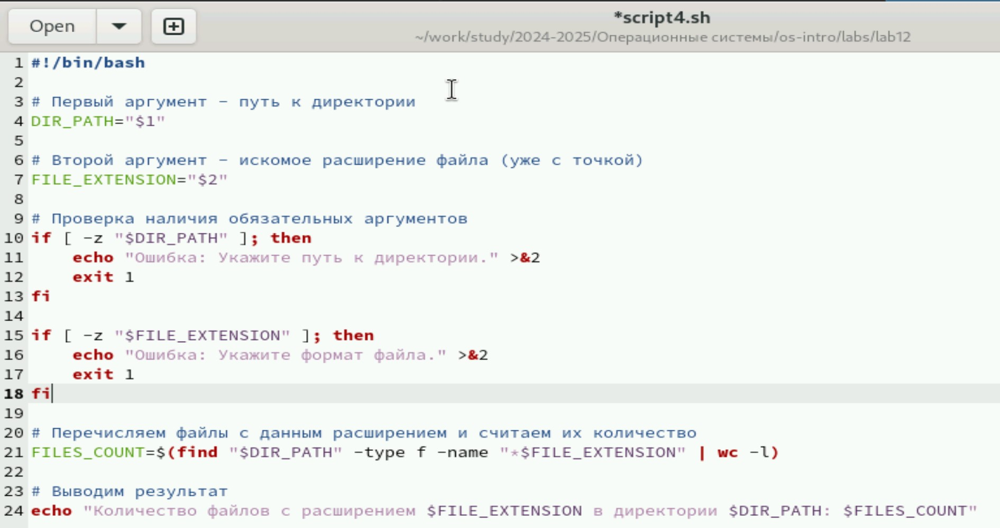 Open
*script4.sh
~/work/study/2024-2025/Операционные системы/os-intro/labs/lab12
1 #!/bin/bash
2
3 # Первый аргумент - путь к директории
4 DIR_PATH="$1"
5
6 # Второй аргумент - искомое расширение файла (уже с точкой)
7 FILE_EXTENSION="$2"
8
9 # Проверка наличия обязательных аргументов
10 if [ -z "$DIR_PATH" ]; then
11     echo "Ошибка: Укажите путь к директории." >&2
12     exit 1
13 fi
14
15 if [ -z "$FILE_EXTENSION" ]; then
16     echo "Ошибка: Укажите формат файла." >&2
17     exit 1
18 fi
19
20 # Перечисляем файлы с данным расширением и считаем их количество
21 FILES_COUNT=$(find "$DIR_PATH" -type f -name "*$FILE_EXTENSION" | wc -l)
22
23 # Выводим результат
24 echo "Количество файлов с расширением $FILE_EXTENSION в директории $DIR_PATH: $FILES_COUNT"